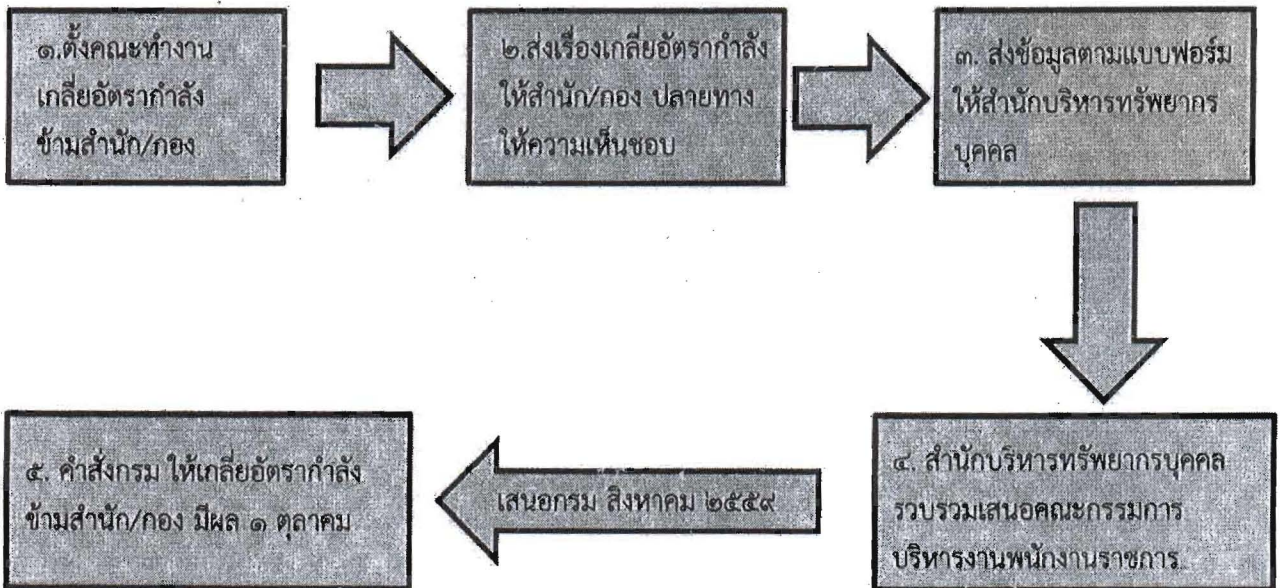 ๑.ตั้งคณะทำงาน
เกลี่ยอัตรากำลัง
ข้ามสำนัก/กอง
๒.ส่งเรื่องเกลี่ยอัตรากำลัง
ให้สำนัก/กอง ปลายทาง
ให้ความเห็นชอบ
๓. ส่งข้อมูลตามแบบฟอร์ม
ให้สำนักบริหารทรัพยากร
บุคคล
๔. สำนักบริหารทรัพยากรบุคคล
รวบรวมเสนอคณะกรรมการ
บริหารงานพนักงานราชการ
เสนอกรม สิงหาคม ๒๕๕๙
๕. คำสั่งกรม ให้เกลี่ยอัตรากำลัง
ข้ามสำนัก/กอง มีผล ๑ ตุลาคม